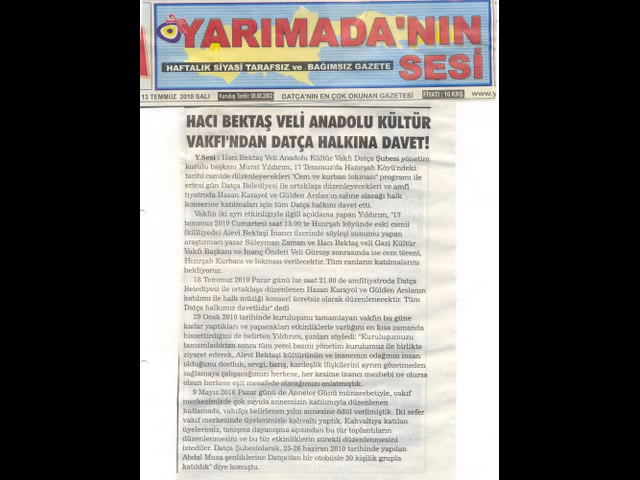 YARIMADA'NIN
SESİ
HAFTALIK SİYASİ TARAFSIZ ve BAĞIMSIZ GAZETE
13 TEMMUZ 2010 SALI
Kuruluş Tarihi:
DATÇA'NIN EN ÇOK OKUNAN GAZETESİ
FİYATI : 10 KRŞ
HACI BEKTAŞ VELİ ANADOLU KÜLTÜR
VAKFI'NDAN DATÇA HALKINA DAVET!
Y.Sesi : Hacı Bektaş Veli Anadolu Kültür Vakfı Datça Şubesi yönetim
kurulu başkanı Murat Yıldırım, 17 Temmuz'da Hızırşah Köyü'ndeki
tarihi camide düzenleyecekleri "Cem ve kurban lokması" programı ile
ertesi gün Datça Belediyesi ile ortaklaşa düzenleyecekleri ve amfi
tiyatroda Hasan Karayol ve Gülden Arslan'ın sahne alacağı halk
konserine katılmaları için tüm Datça halkını davet etti.
Vakfın iki ayrı etkinliğiyle ilgili açıklama yapan Yıldırım, "17
temmuz 2010 Cumartesi saat 15.00 te Hızırşah köyünde eski camii
(külliyede) Alevi Bektaşi İnancı üzerinde söyleşi sunumu yapan
araştırmacı yazar Süleyman Zaman ve Hacı Bektaş veli Gazi Kültür
Vakfı Başkanı ve İnanç Önderi Veli Gürsoy sonrasında ise cem töreni,
Hızırşah Kurbanı ve lokması verilecektir. Tüm canların katılmalarını
bekliyoruz.
18 Temmuz 2010 Pazar günü ise saat 21.00 de amfitiyatroda Datça
Belediyesi ile ortaklaşa düzenlenen Hasan Karayol ve Gülden Arslanın
katılımı ile halk müziği konseri ücretsiz olarak düzenlenecektir. Tüm
Datça halkımız davetlidir" dedi
29 Ocak 2010 tarihinde kuruluşunu tamamlayan vakfın bu güne
kadar yaptıkları ve yapacakları etkinliklerle varlığını en kısa zamanda
hissettirdiğini de belirten Yıldırım, şunları söyledi: "Kuruluşumuzu
tamamladıktan sonra tüm yerel basını yönetim kurulumuz ile birlikte
ziyaret ederek, Alevi Bektaşi kültürünün ve inancının odağının insan
olduğunu dostluk, sevgi, barış, kardeşlik ilişkilerini ayrım gözetmeden
sağlamaya çalışacağımızı herkese, her kesime inancı mezhebi ne olursa
olsun herkese eşit mesafede olacağımızı anlatmıştık.
9 Mayıs 2010 Pazar günü de Anneler Günü münasebetiyle, vakıf
merkezimizde çok sayıda annemizin katılımıyla düzenlenen
kutlamada, vakıfça belirlenen yılın annesine ödül verilmiştik. İki sefer
vakıf merkezinde üyelerimizle kahvaltı yaptık. Kahvaltıya katılan
üyelerimiz, tanışma dayanışma açısından bu tür toplantıların
düzenlenmesini ve bu tür etkinliklerin sürekli düzenlenmesini
istediler. Datça Şubesiolarak, 25-26 haziran 2010 tarihinde yapılan
Abdal Musa şenliklerine Datça'dan bir otobüsle 30 kişilik grupla
katıldık" diye konuştu.